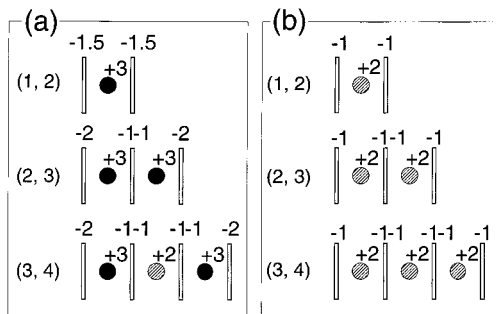 (a)
-1.5 -1.5
+3
(1, 2)
-2 -1-1 -2
+3 +3
(2, 3)
-2 -1-1 -1-1 -2
+3 +2 +3
(3, 4)
(b)
-1 -1
+2
(1, 2)
-1 -1-1 -1
+2 +2
(2, 3)
-1 -1-1 -1-1 -1
+2 +2 +2
(3, 4)